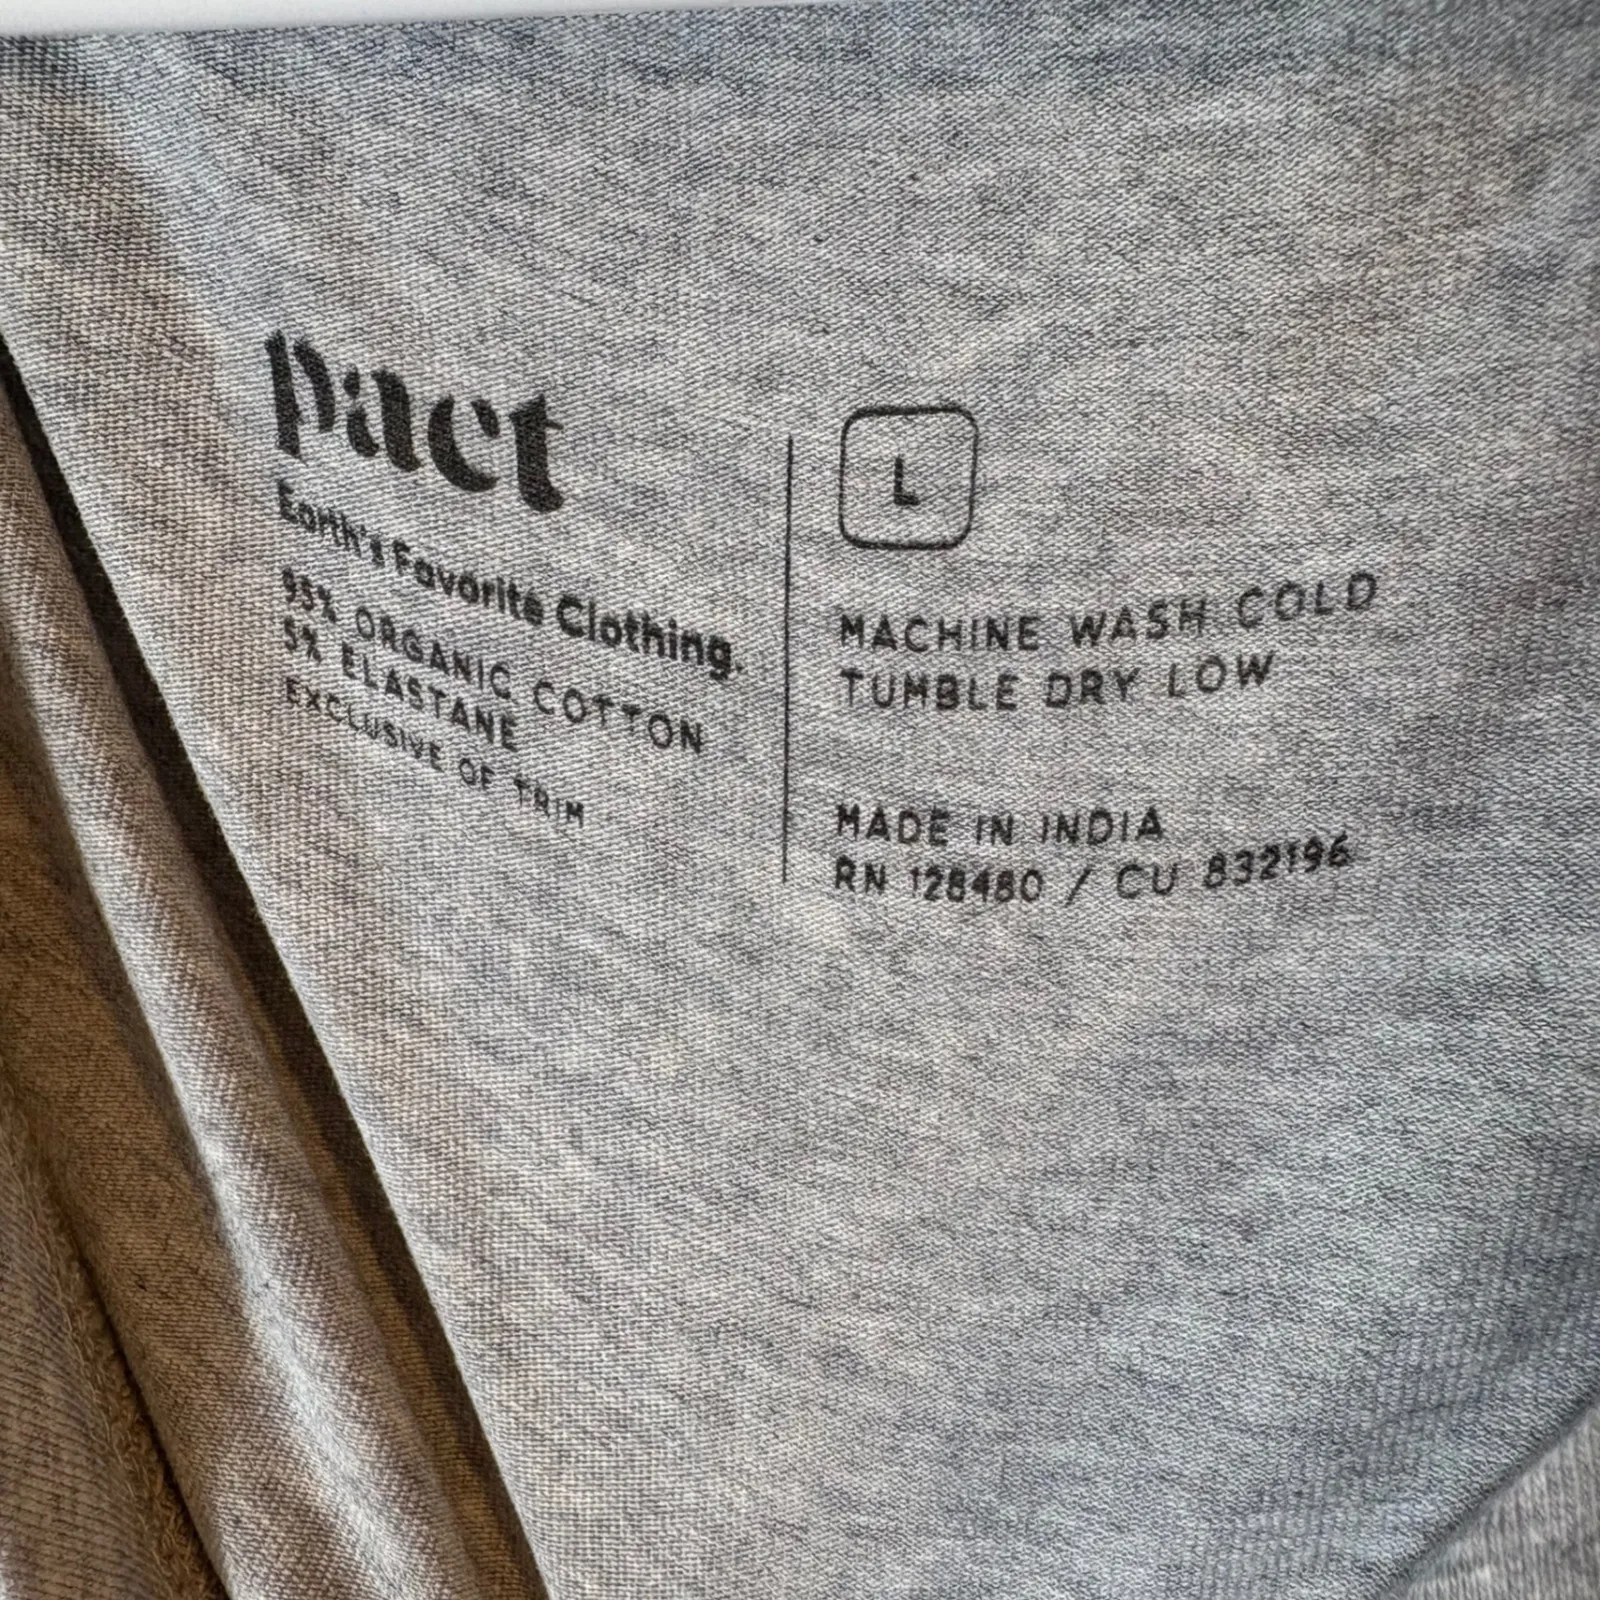 pact
Earth's Favorite Clothing.
95% ORGANIC COTTON
5% ELASTANE
EXCLUSIVE OF TRIM
L
MACHINE WASH COLD
TUMBLE DRY LOW
MADE IN INDIA
RN 128480 / CU 832196